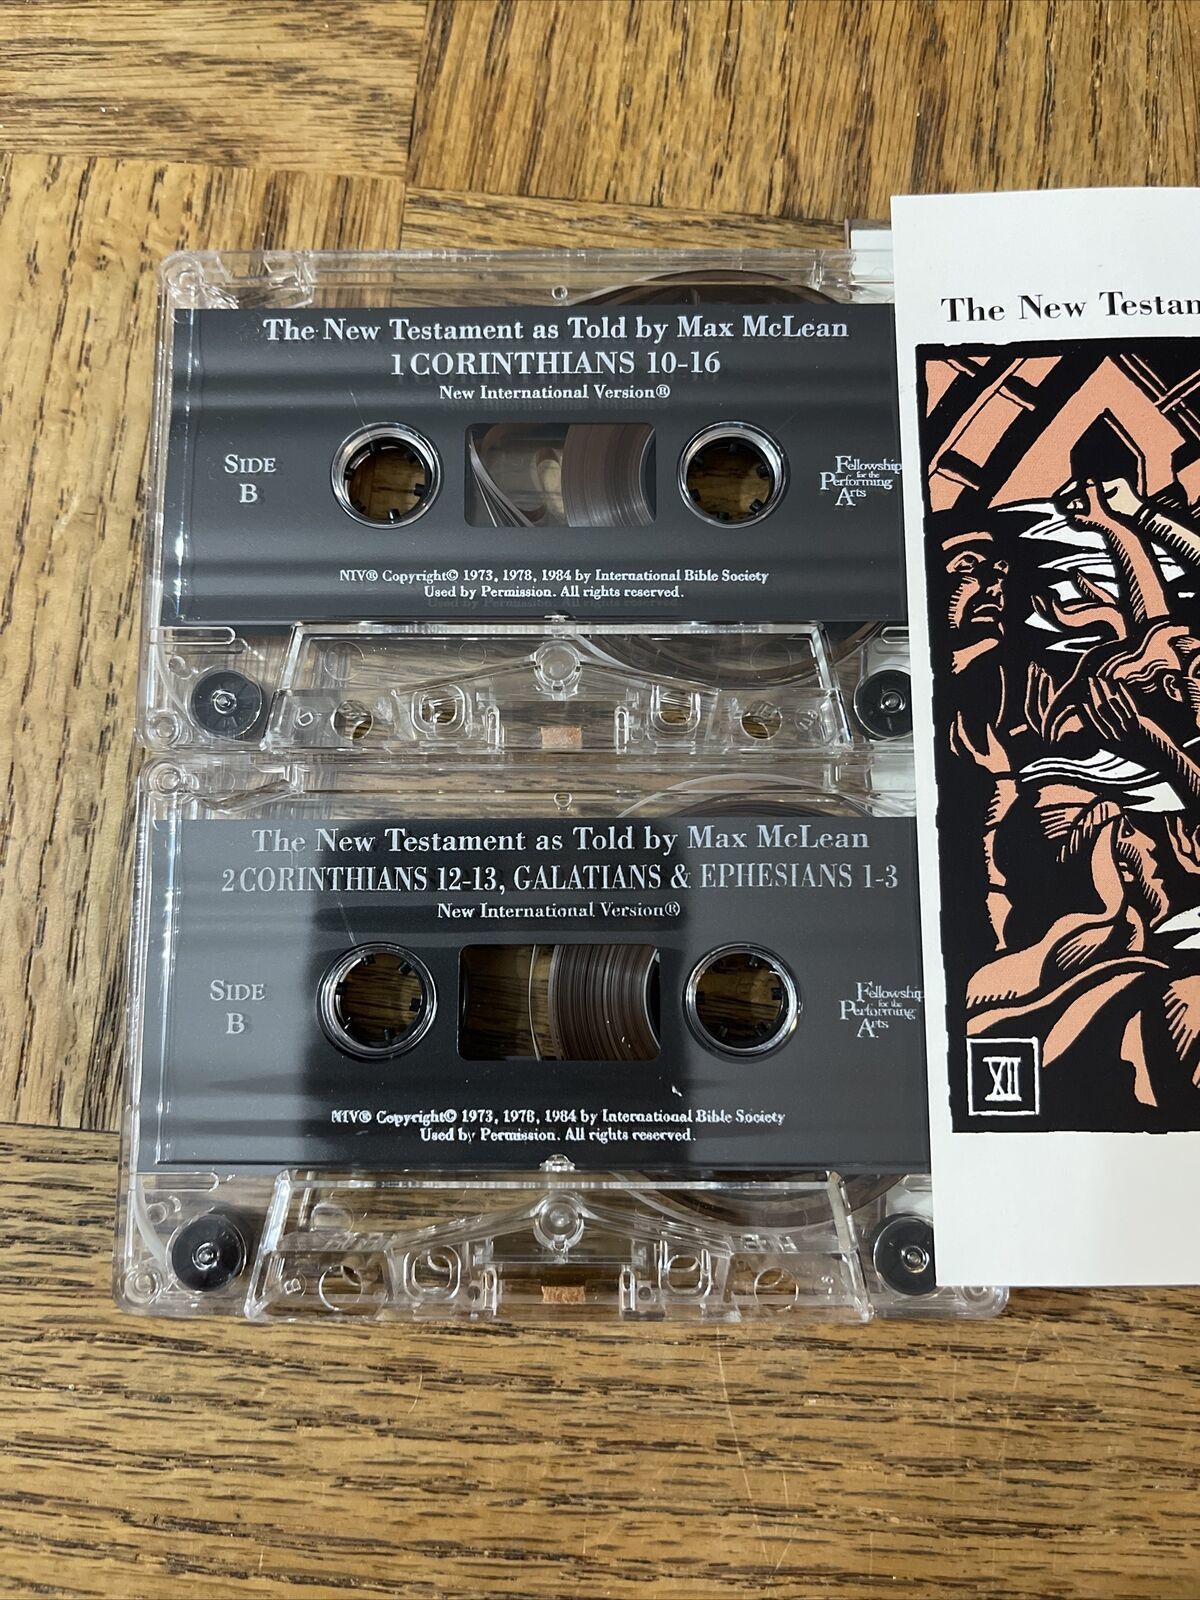 The New Testament as Told by Max McLean
1 CORINTHIANS 10-16
New International Version®
SIDE
B
Fellowship
for the
Performing
Arts
NIV® Copyright© 1973, 1978, 1984 by International Bible Society
Used by Permission. All rights reserved.
The New Testament as Told by Max McLean
2 CORINTHIANS 12-13, GALATIANS & EPHESIANS 1-3
New International Version®
SIDE
B
Fellowship
for the
Performing
Arts
NIV® Copyright© 1973, 1978, 1984 by International Bible Society
Used by Permission. All rights reserved.
The New Testam
XII